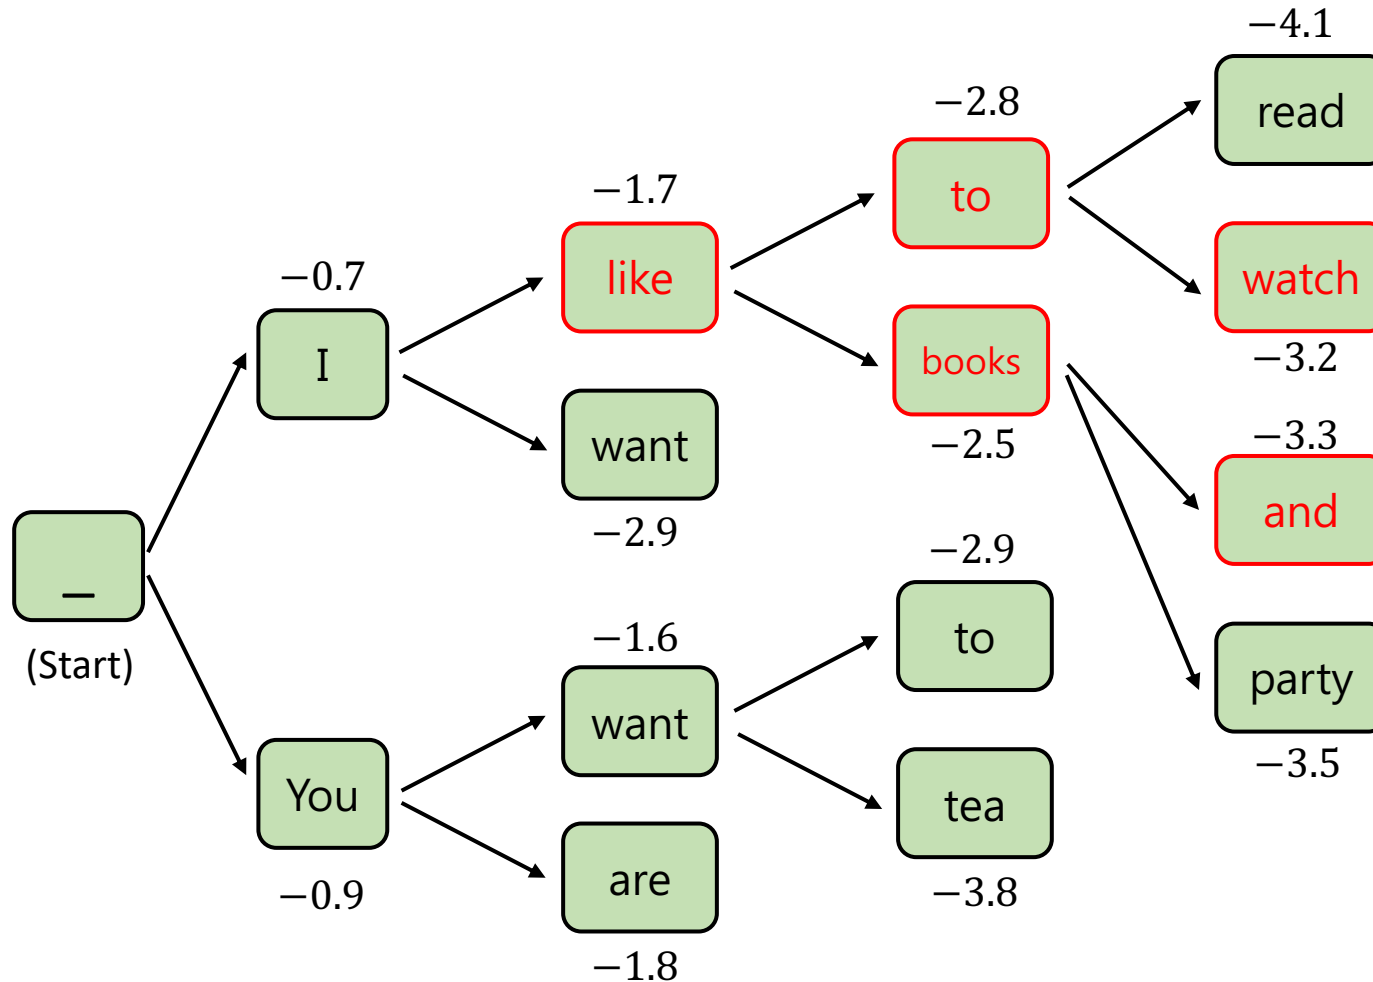 _
(Start)
−0.7
I
You
−0.9
−1.7
like
want
−2.9
−1.6
want
are
−1.8
−2.8
to
books
−2.5
−2.9
to
tea
−3.8
−4.1
read
watch
−3.2
−3.3
and
party
−3.5